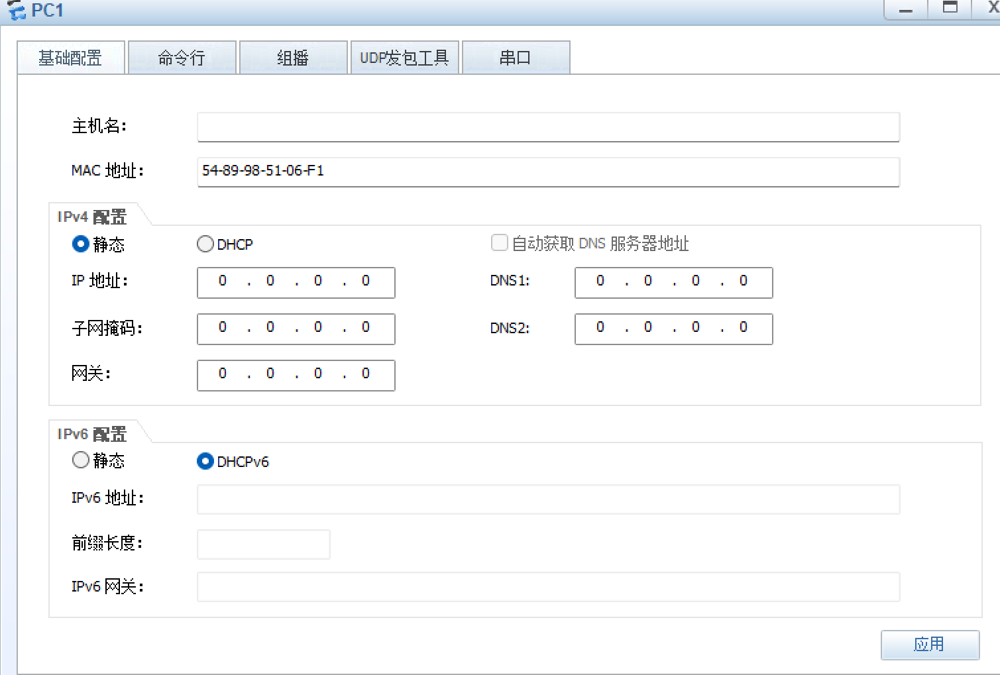 PC1
基础配置 命令行 组播 UDP发包工具 串口
主机名：
MAC 地址： 54-89-98-51-06-F1
IPv4 配置
静态 DHCP 自动获取 DNS 服务器地址
IP 地址： 0 . 0 . 0 . 0 DNS1: 0 . 0 . 0 . 0
子网掩码： 0 . 0 . 0 . 0 DNS2: 0 . 0 . 0 . 0
网关： 0 . 0 . 0 . 0
IPv6 配置
静态 DHCPv6
IPv6 地址：
前缀长度：
IPv6 网关：
应用